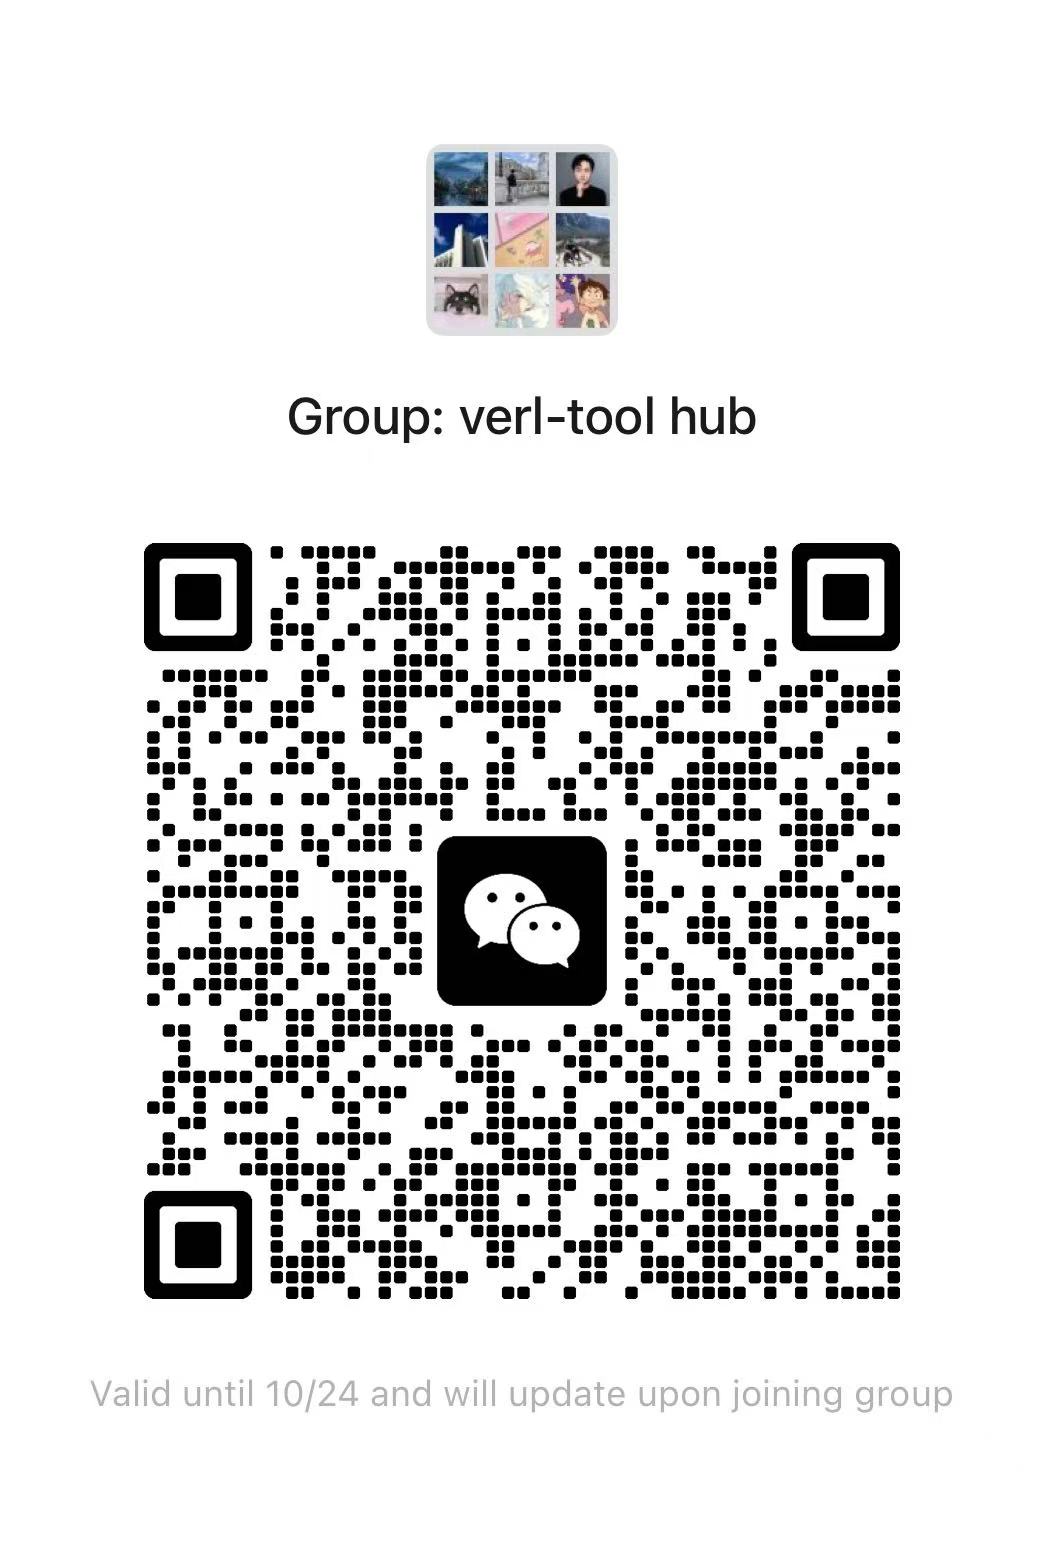 Group: verl-tool hub
Valid until 10/24 and will update upon joining group